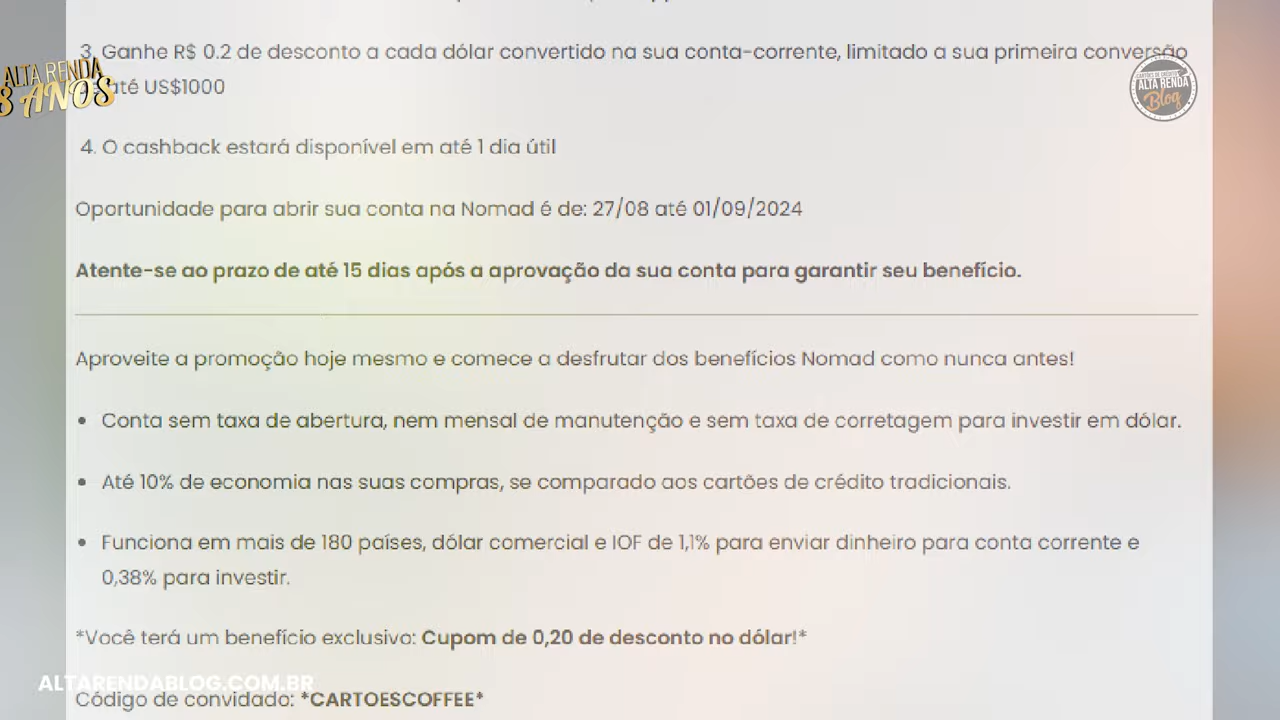 3. Ganhe R$ 0.2 de desconto a cada dólar convertido na sua conta-corrente, limitado a sua primeira conversão
até US$1000
ALTA RENDA
8 ANOS
ALTA RENDA
Blog
4. O cashback estará disponível em até 1 dia útil
Oportunidade para abrir sua conta na Nomad é de: 27/08 até 01/09/2024
Atente-se ao prazo de até 15 dias após a aprovação da sua conta para garantir seu benefício.
Aproveite a promoção hoje mesmo e comece a desfrutar dos benefícios Nomad como nunca antes!
• Conta sem taxa de abertura, nem mensal de manutenção e sem taxa de corretagem para investir em dólar.
• Até 10% de economia nas suas compras, se comparado aos cartões de crédito tradicionais.
• Funciona em mais de 180 países, dólar comercial e IOF de 1,1% para enviar dinheiro para conta corrente e
0,38% para investir.
*Você terá um benefício exclusivo: Cupom de 0,20 de desconto no dólar!*
ALTARENDABLOG.COM.BR
Código de convidado: *CARTOESCOFFEE*